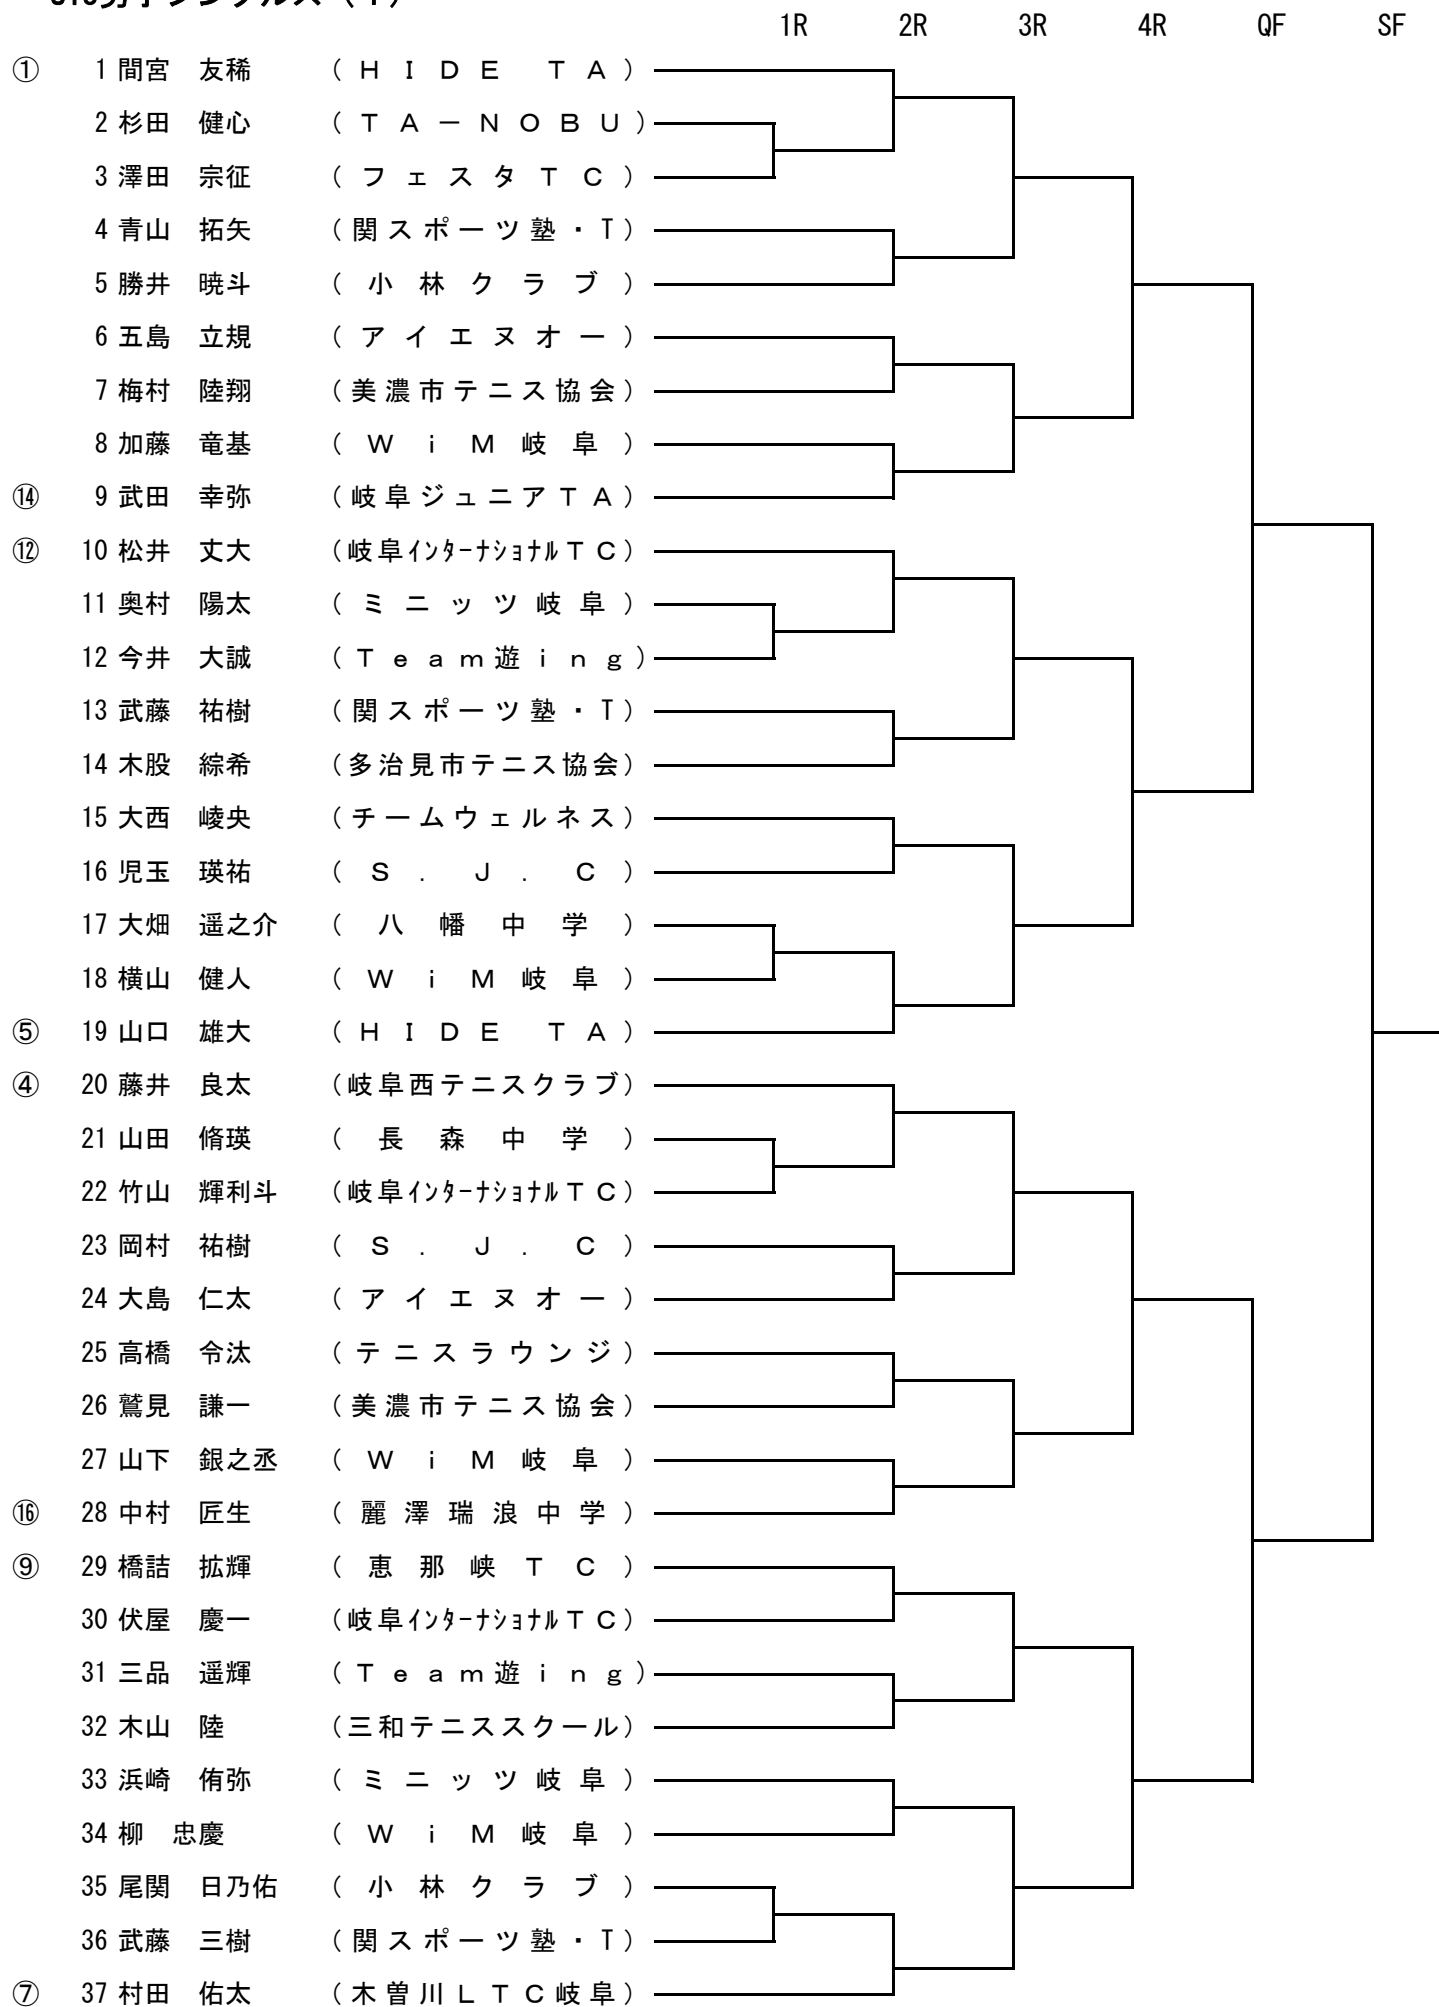 1R 2R 3R 4R QF SF
① 1 間宮 友稀 (ＨＩＤＥ ＴＡ)
2 杉田 健心 (ＴＡ－ＮＯＢＵ)
3 澤田 宗征 (フェスタＴＣ)
4 青山 拓矢 (関スポーツ塾・T)
5 勝井 暁斗 (小林クラブ)
6 五島 立規 (アイエヌオー)
7 梅村 陸翔 (美濃市テニス協会)
8 加藤 竜基 (ＷｉＭ岐阜)
⑭ 9 武田 幸弥 (岐阜ジュニアＴＡ)
⑫ 10 松井 丈大 (岐阜ｲﾝﾀｰﾅｼｮﾅﾙＴＣ)
11 奥村 陽太 (ミニッツ岐阜)
12 今井 大誠 (Ｔｅａｍ遊ｉｎｇ)
13 武藤 祐樹 (関スポーツ塾・T)
14 木股 綜希 (多治見市テニス協会)
15 大西 崚央 (チームウェルネス)
16 児玉 瑛祐 (Ｓ．Ｊ．Ｃ)
17 大畑 遥之介 (八幡中学)
18 横山 健人 (ＷｉＭ岐阜)
⑤ 19 山口 雄大 (ＨＩＤＥ ＴＡ)
④ 20 藤井 良太 (岐阜西テニスクラブ)
21 山田 脩瑛 (長森中学)
22 竹山 輝利斗 (岐阜ｲﾝﾀｰﾅｼｮﾅﾙＴＣ)
23 岡村 祐樹 (Ｓ．Ｊ．Ｃ)
24 大島 仁太 (アイエヌオー)
25 高橋 令汰 (テニスラウンジ)
26 鷲見 謙一 (美濃市テニス協会)
27 山下 銀之丞 (ＷｉＭ岐阜)
⑯ 28 中村 匠生 (麗澤瑞浪中学)
⑨ 29 橋詰 拡輝 (恵那峡ＴＣ)
30 伏屋 慶一 (岐阜ｲﾝﾀｰﾅｼｮﾅﾙＴＣ)
31 三品 遥輝 (Ｔｅａｍ遊ｉｎｇ)
32 木山 陸 (三和テニススクール)
33 浜崎 侑弥 (ミニッツ岐阜)
34 柳 忠慶 (ＷｉＭ岐阜)
35 尾関 日乃佑 (小林クラブ)
36 武藤 三樹 (関スポーツ塾・T)
⑦ 37 村田 佑太 (木曽川ＬＴＣ岐阜)